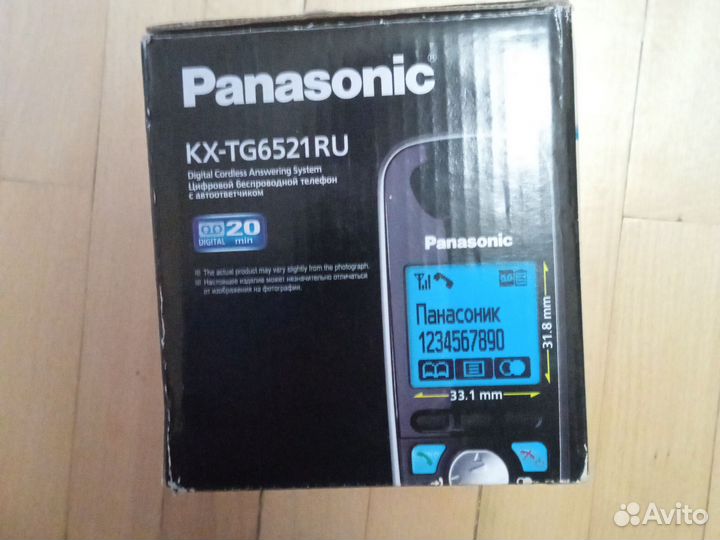 Panasonic®
KX-TG6521RU
Digital Cordless Answering System
Цифровой беспроводной телефон
с автоответчиком
20
DIGITAL min
※ The actual product may vary slightly from the photograph.
※ Настоящее изделие может незначительно отличаться
от изображения на фотографии.
Panasonic
Панасоник
1234567890
31.8 mm
33.1 mm
Avito